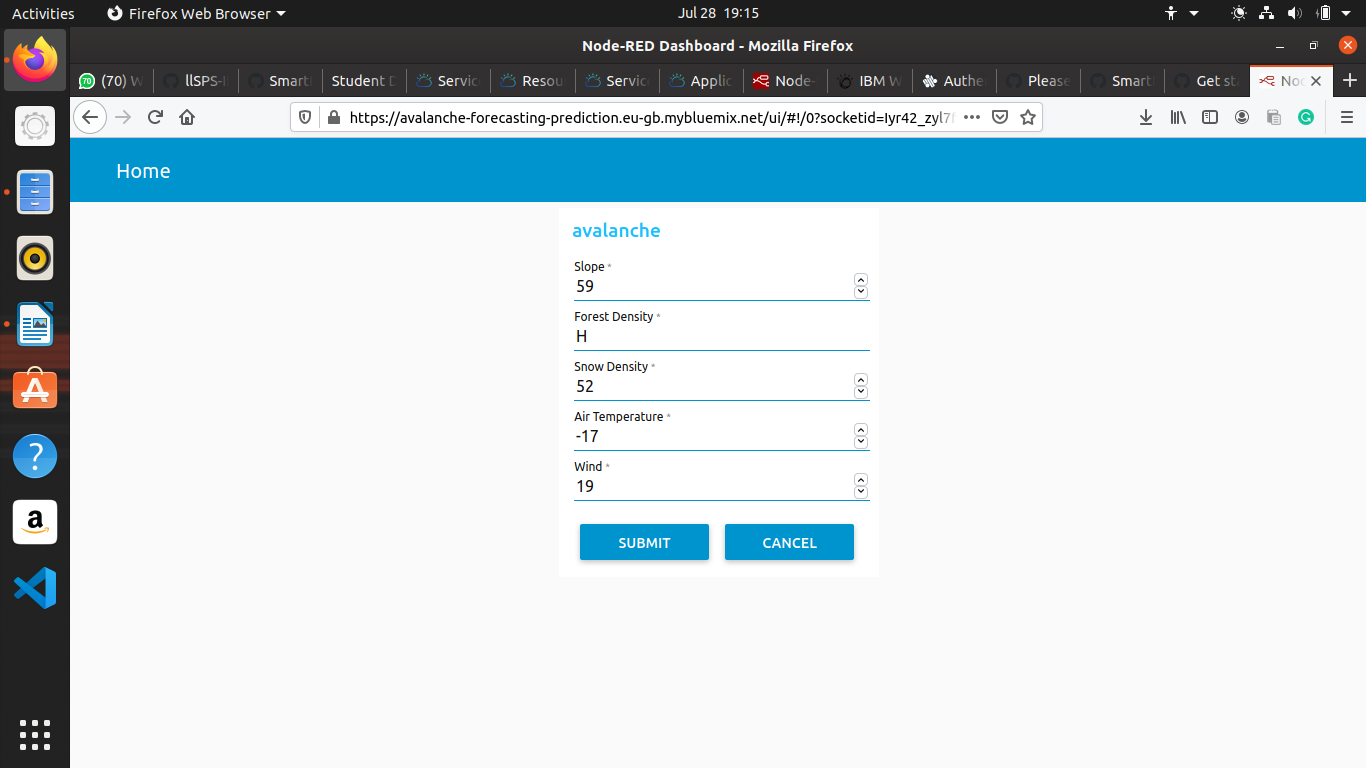 Activities Firefox Web Browser Jul 28 19:15
Node-RED Dashboard - Mozilla Firefox
70 (70) W llSPS-I Smart Student D Servic Resou Servic Applic Node- IBM W Authe Please Smart Get st Nod
https://avalanche-forecasting-prediction.eu-gb.mybluemix.net/ui/#!/0?socketid=Iyr42_zyl7
Home
avalanche
Slope *
59
Forest Density *
H
Snow Density *
52
Air Temperature *
-17
Wind *
19
SUBMIT CANCEL